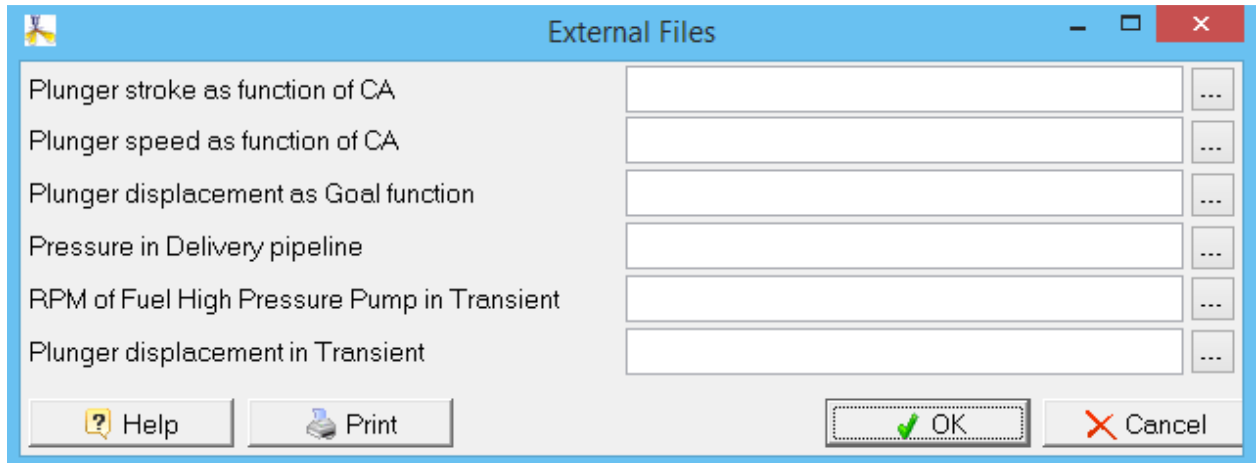 External Files
Plunger stroke as function of CA
...
Plunger speed as function of CA
...
Plunger displacement as Goal function
...
Pressure in Delivery pipeline
...
RPM of Fuel High Pressure Pump in Transient
...
Plunger displacement in Transient
...
Help Print OK Cancel